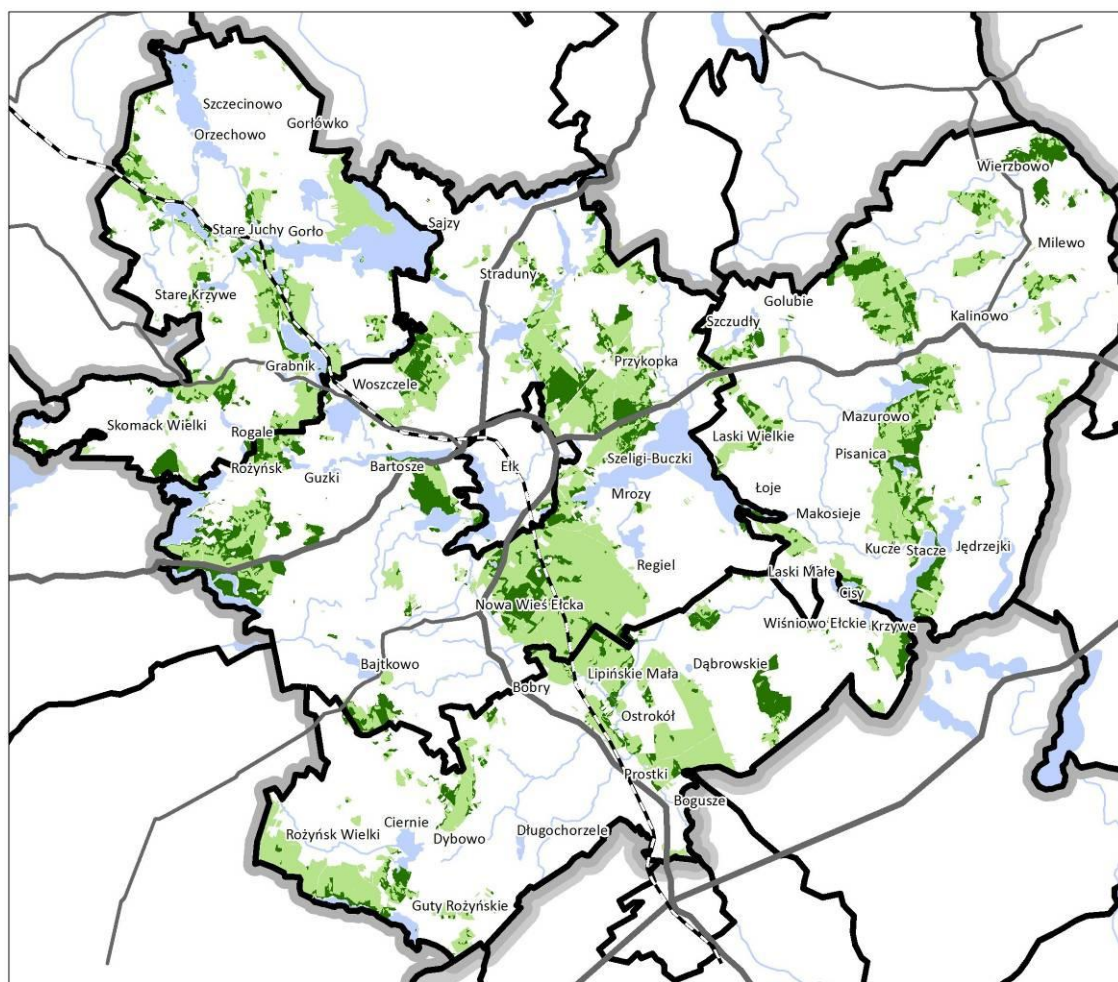 Szczecinowo
Gorłówko
Orzechowo
Wierzbowo
Sajzy
Stare Juchy
Gorło
Milewo
Straduny
Stare Krzywe
Golubie
Szczudły
Kalinowo
Przykopka
Grabnik
Woszczele
Mazurowo
Skomack Wielki
Rogale
Laski Wielkie
Pisanica
Szeligi-Buczki
Ełk
Bartosze
Rożyńsk
Guzki
Łoje
Mrozy
Makosieje
Kucze
Stacze
Jędrzejki
Regiel
Laski Małe
Cisy
Nowa Wieś Ełcka
Wiśniowo Ełckie
Krzywe
Bajtkowo
Dąbrowskie
Lipińskie Mała
Bobry
Ostrokół
Prostki
Bogusze
Ciernie
Rożyńsk Wielki
Dybowo
Długochorzele
Guty Rożyńskie